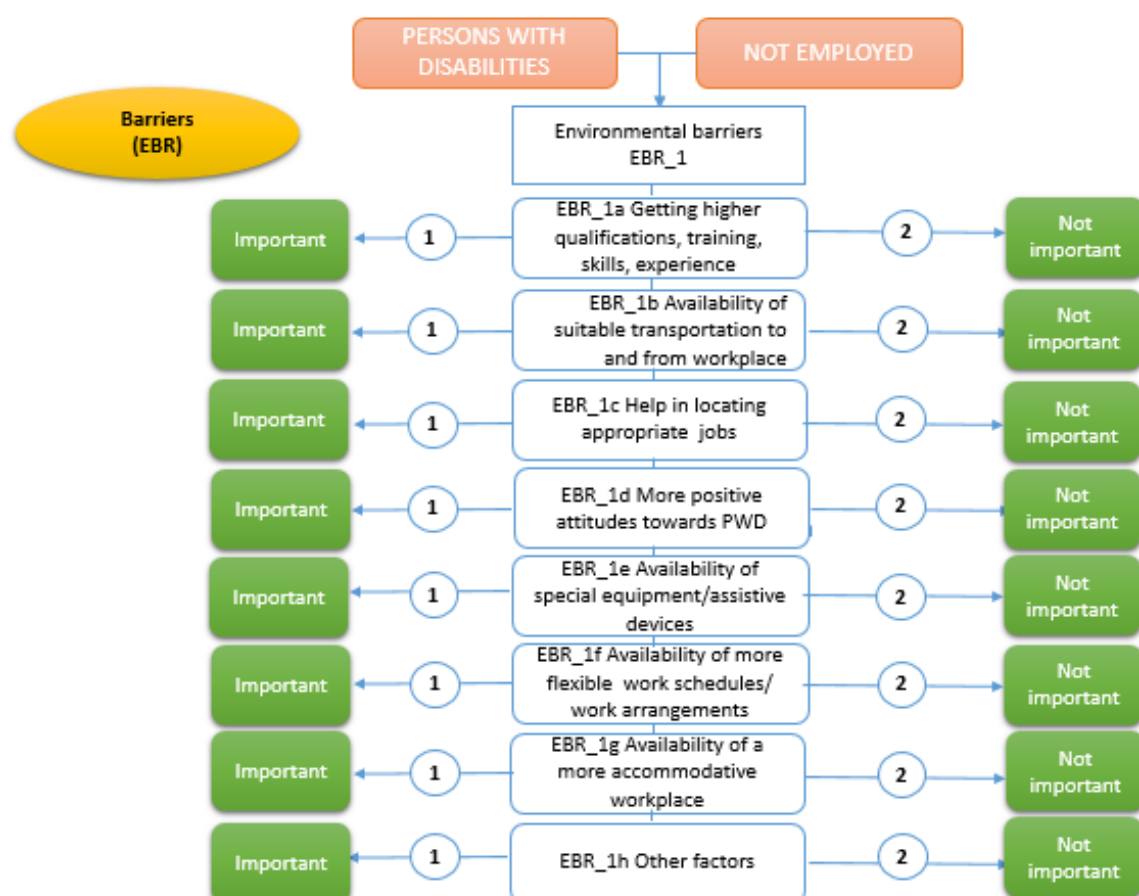 PERSONS WITH
DISABILITIES
NOT EMPLOYED
Barriers
(EBR)
Environmental barriers
EBR_1
Important
1
EBR_1a Getting higher
qualifications, training,
skills, experience
2
Not
important
Important
1
EBR_1b Availability of
suitable transportation to
and from workplace
2
Not
important
Important
1
EBR_1c Help in locating
appropriate jobs
2
Not
important
Important
1
EBR_1d More positive
attitudes towards PWD
2
Not
important
Important
1
EBR_1e Availability of
special equipment/assistive
devices
2
Not
important
Important
1
EBR_1f Availability of more
flexible work schedules/
work arrangements
2
Not
important
Important
1
EBR_1g Availability of a
more accommodative
workplace
2
Not
important
Important
1
EBR_1h Other factors
2
Not
important